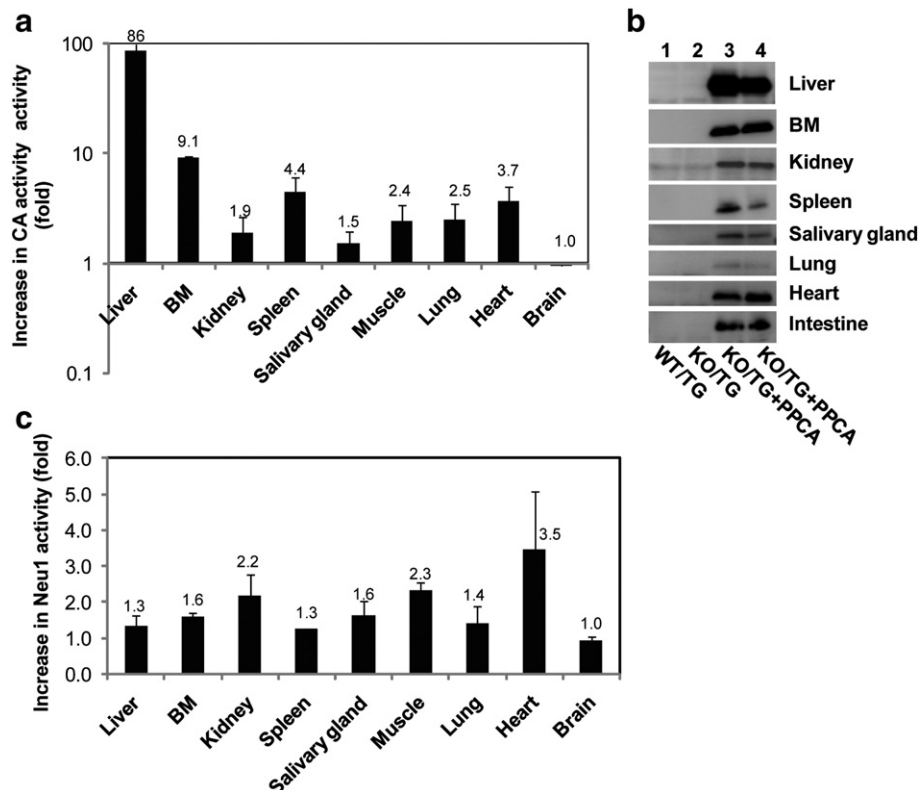 a
Increase in CA activity activity
(fold)
100
10
1
0.1
86
9.1
1.9
4.4
1.5
2.4
2.5
3.7
1.0
Liver
BM
Kidney
Spleen
Salivary gland
Muscle
Lung
Heart
Brain
b
1 2 3 4
Liver
BM
Kidney
Spleen
Salivary gland
Lung
Heart
Intestine
WT/TG
KO/TG
KO/TG+PPCA
KO/TG+PPCA
c
Increase in Neu1 activity (fold)
6.0
5.0
4.0
3.0
2.0
1.0
0.0
1.3
1.6
2.2
1.3
1.6
2.3
1.4
3.5
1.0
Liver
BM
Kidney
Spleen
Salivary gland
Muscle
Lung
Heart
Brain